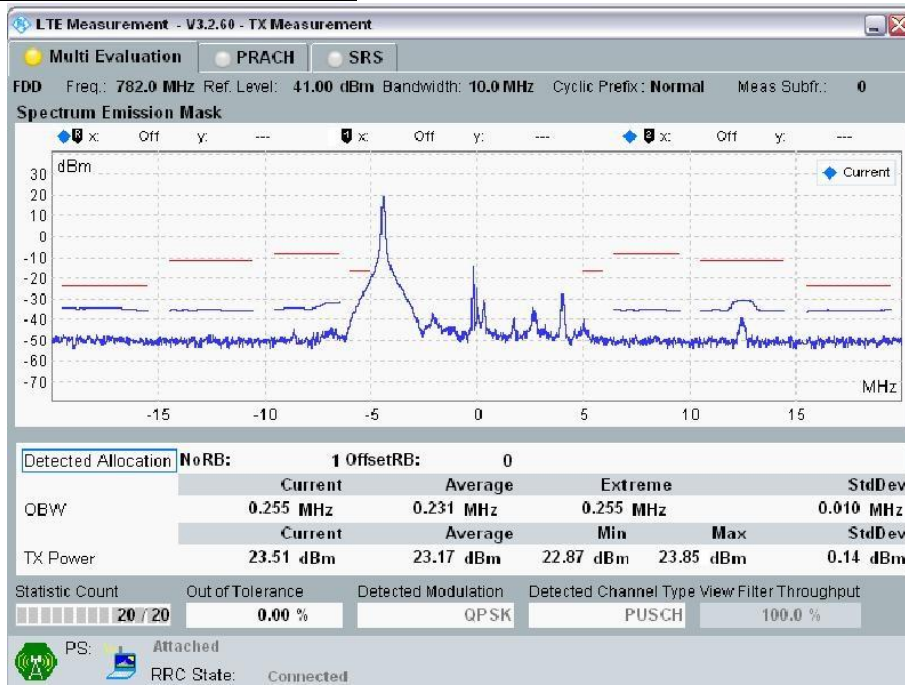 LTE Measurement - V3.2.60 - TX Measurement
Multi Evaluation PRACH SRS
FDD Freq.: 782.0 MHz Ref. Level: 41.00 dBm Bandwidth: 10.0 MHz Cyclic Prefix: Normal Meas Subfr.: 0
Spectrum Emission Mask
R x: Off y: --- 1 x: Off y: --- 2 x: Off y: ---
dBm
Current
30
20
10
0
-10
-20
-30
-40
-50
-60
-70
MHz
-15 -10 -5 0 5 10 15
Detected Allocation NoRB: 1 OffsetRB: 0
Current Average Extreme StdDev
OBW 0.255 MHz 0.231 MHz 0.255 MHz 0.010 MHz
Current Average Min Max StdDev
TX Power 23.51 dBm 23.17 dBm 22.87 dBm 23.85 dBm 0.14 dBm
Statistic Count Out of Tolerance Detected Modulation Detected Channel Type View Filter Throughput
20 / 20 0.00 % QPSK PUSCH 100.0 %
PS: Attached
RRC State: Connected